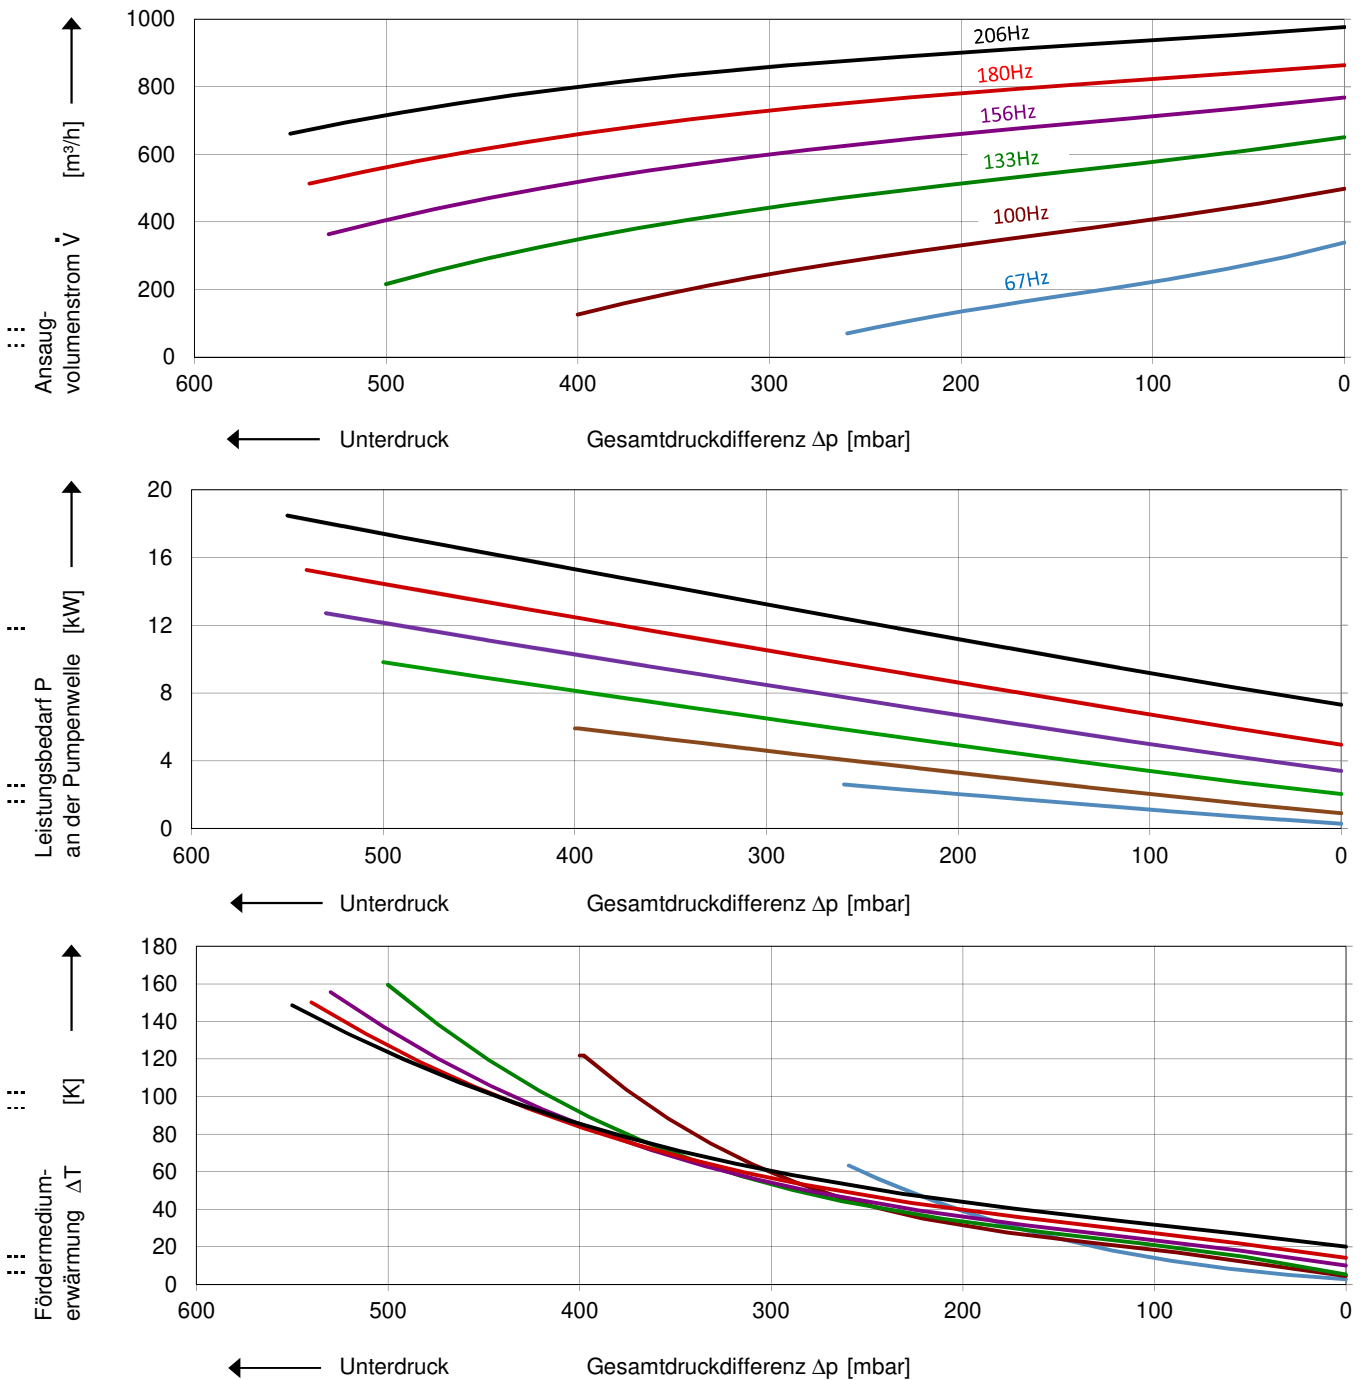 1000
800
600
400
200
0
[m³/h]
Ansaug-
volumenstrom V̇
206Hz
180Hz
156Hz
133Hz
100Hz
67Hz
600 500 400 300 200 100 0
Unterdruck Gesamtdruckdifferenz Δp [mbar]
20
16
12
8
4
0
[kW]
Leistungsbedarf P
an der Pumpenwelle
600 500 400 300 200 100 0
Unterdruck Gesamtdruckdifferenz Δp [mbar]
180
160
140
120
100
80
60
40
20
0
[K]
Fördermedium-
erwärmung ΔT
600 500 400 300 200 100 0
Unterdruck Gesamtdruckdifferenz Δp [mbar]